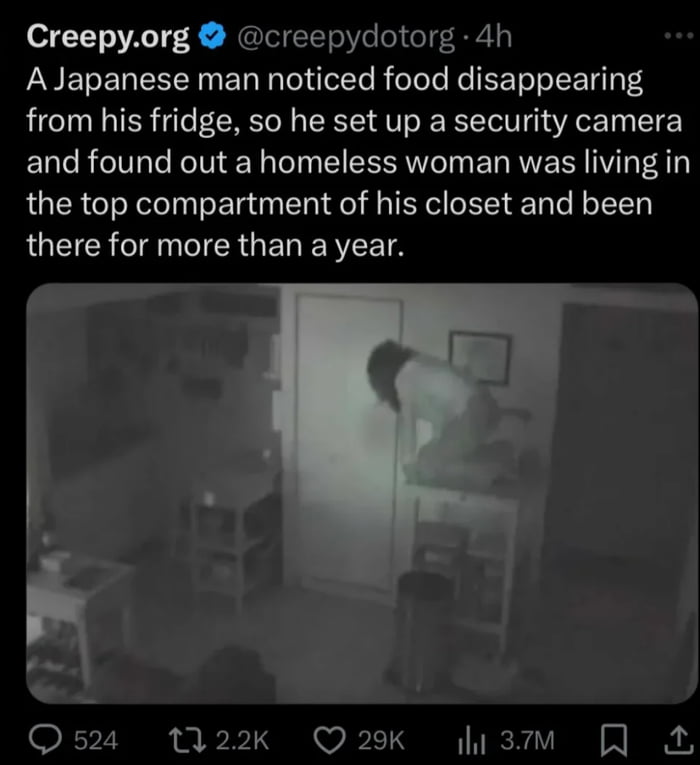 Creepy.org @creepydotorg · 4h
A Japanese man noticed food disappearing
from his fridge, so he set up a security camera
and found out a homeless woman was living in
the top compartment of his closet and been
there for more than a year.
524 2.2K 29K 3.7M